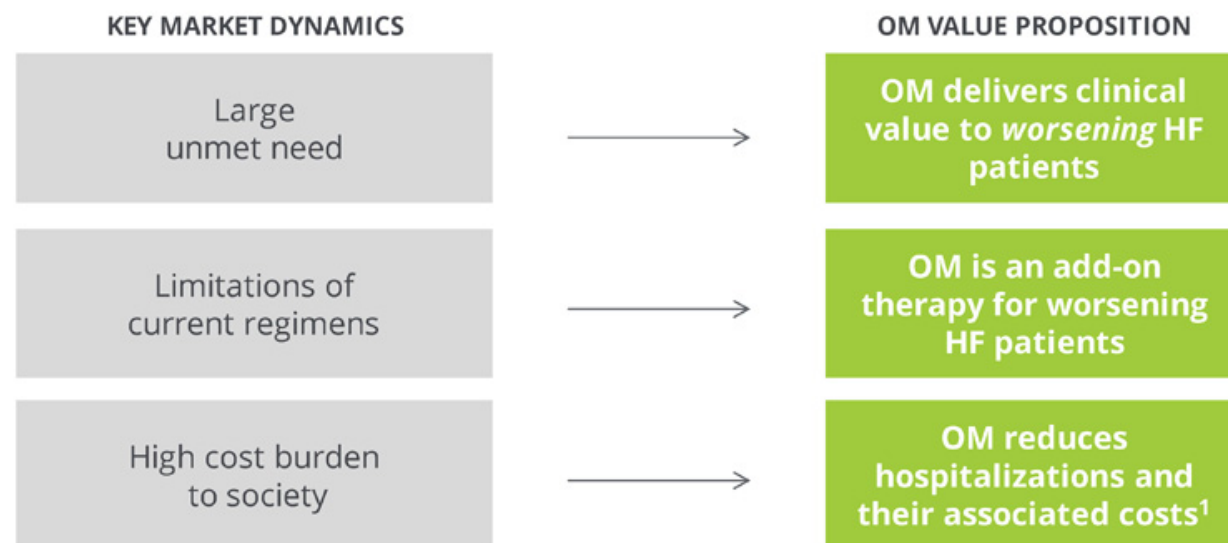 KEY MARKET DYNAMICS
OM VALUE PROPOSITION
Large
unmet need
OM delivers clinical
value to worsening HF
patients
Limitations of
current regimens
OM is an add-on
therapy for worsening
HF patients
High cost burden
to society
OM reduces
hospitalizations and
their associated costs¹